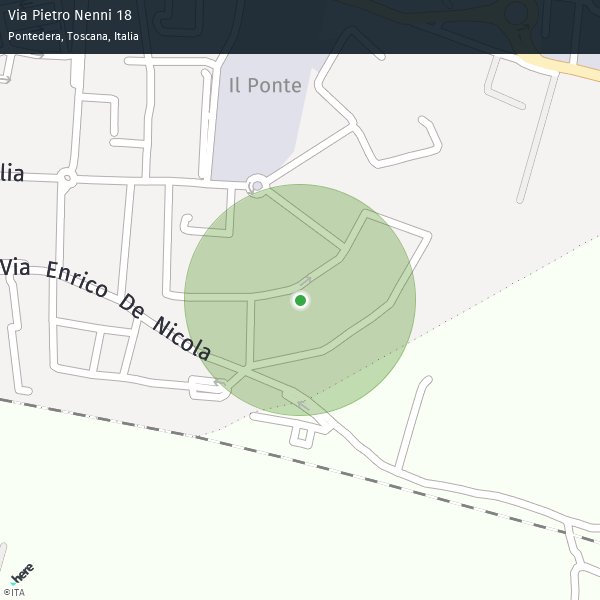 Via Pietro Nenni 18
Pontedera, Toscana, Italia
Il Ponte
lia
Via Enrico De Nicola
here
©ITA